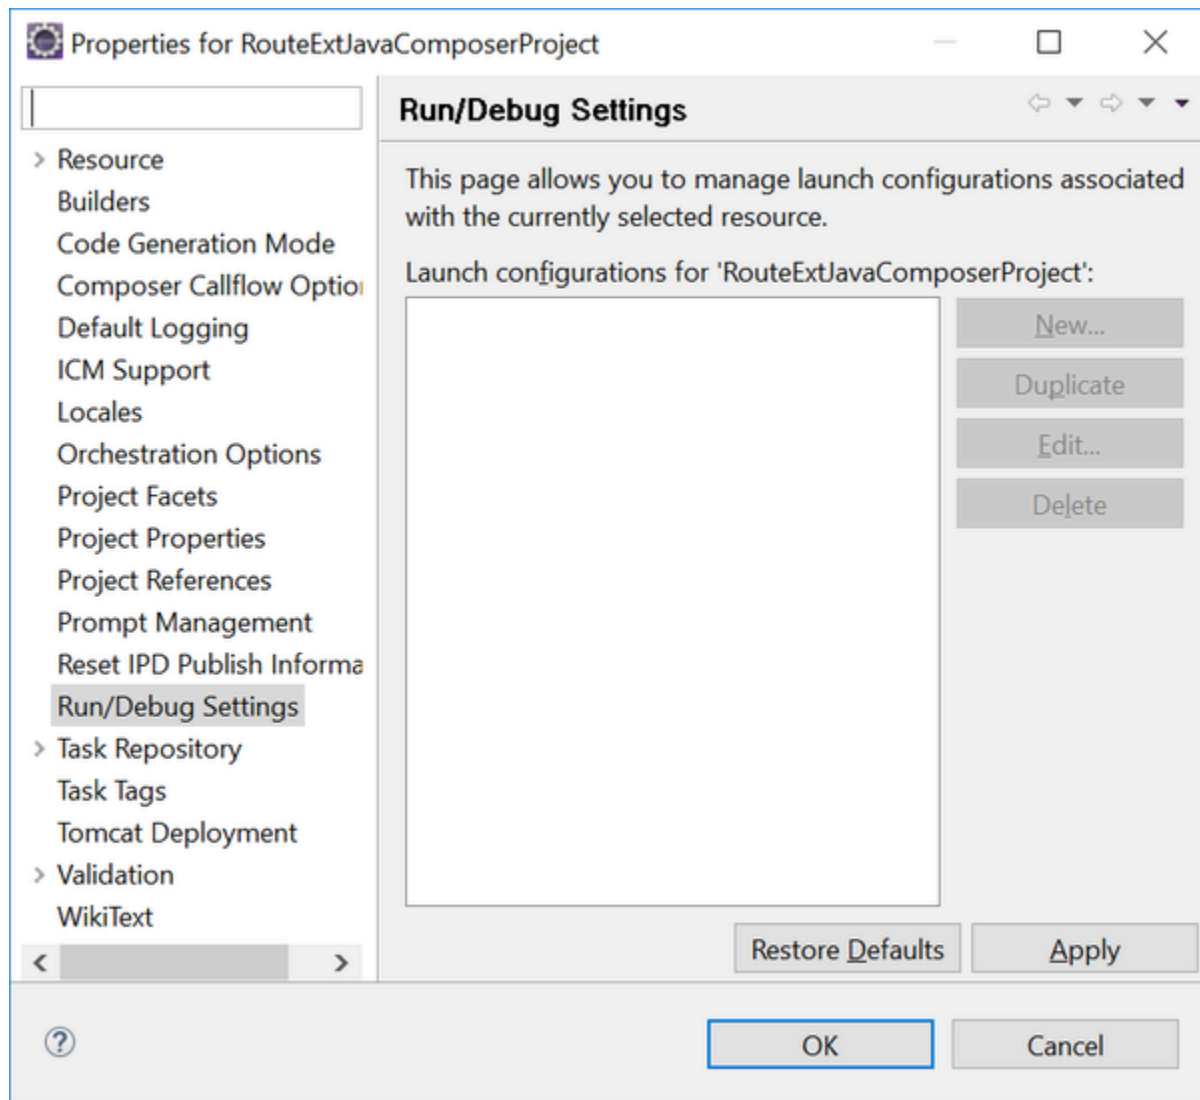 Properties for RouteExtJavaComposerProject
Resource
Builders
Code Generation Mode
Composer Callflow Optio
Default Logging
ICM Support
Locales
Orchestration Options
Project Facets
Project Properties
Project References
Prompt Management
Reset IPD Publish Informa
Run/Debug Settings
Task Repository
Task Tags
Tomcat Deployment
Validation
WikiText
Run/Debug Settings
This page allows you to manage launch configurations associated
with the currently selected resource.
Launch configurations for 'RouteExtJavaComposerProject':
New...
Duplicate
Edit...
Delete
Restore Defaults
Apply
OK
Cancel